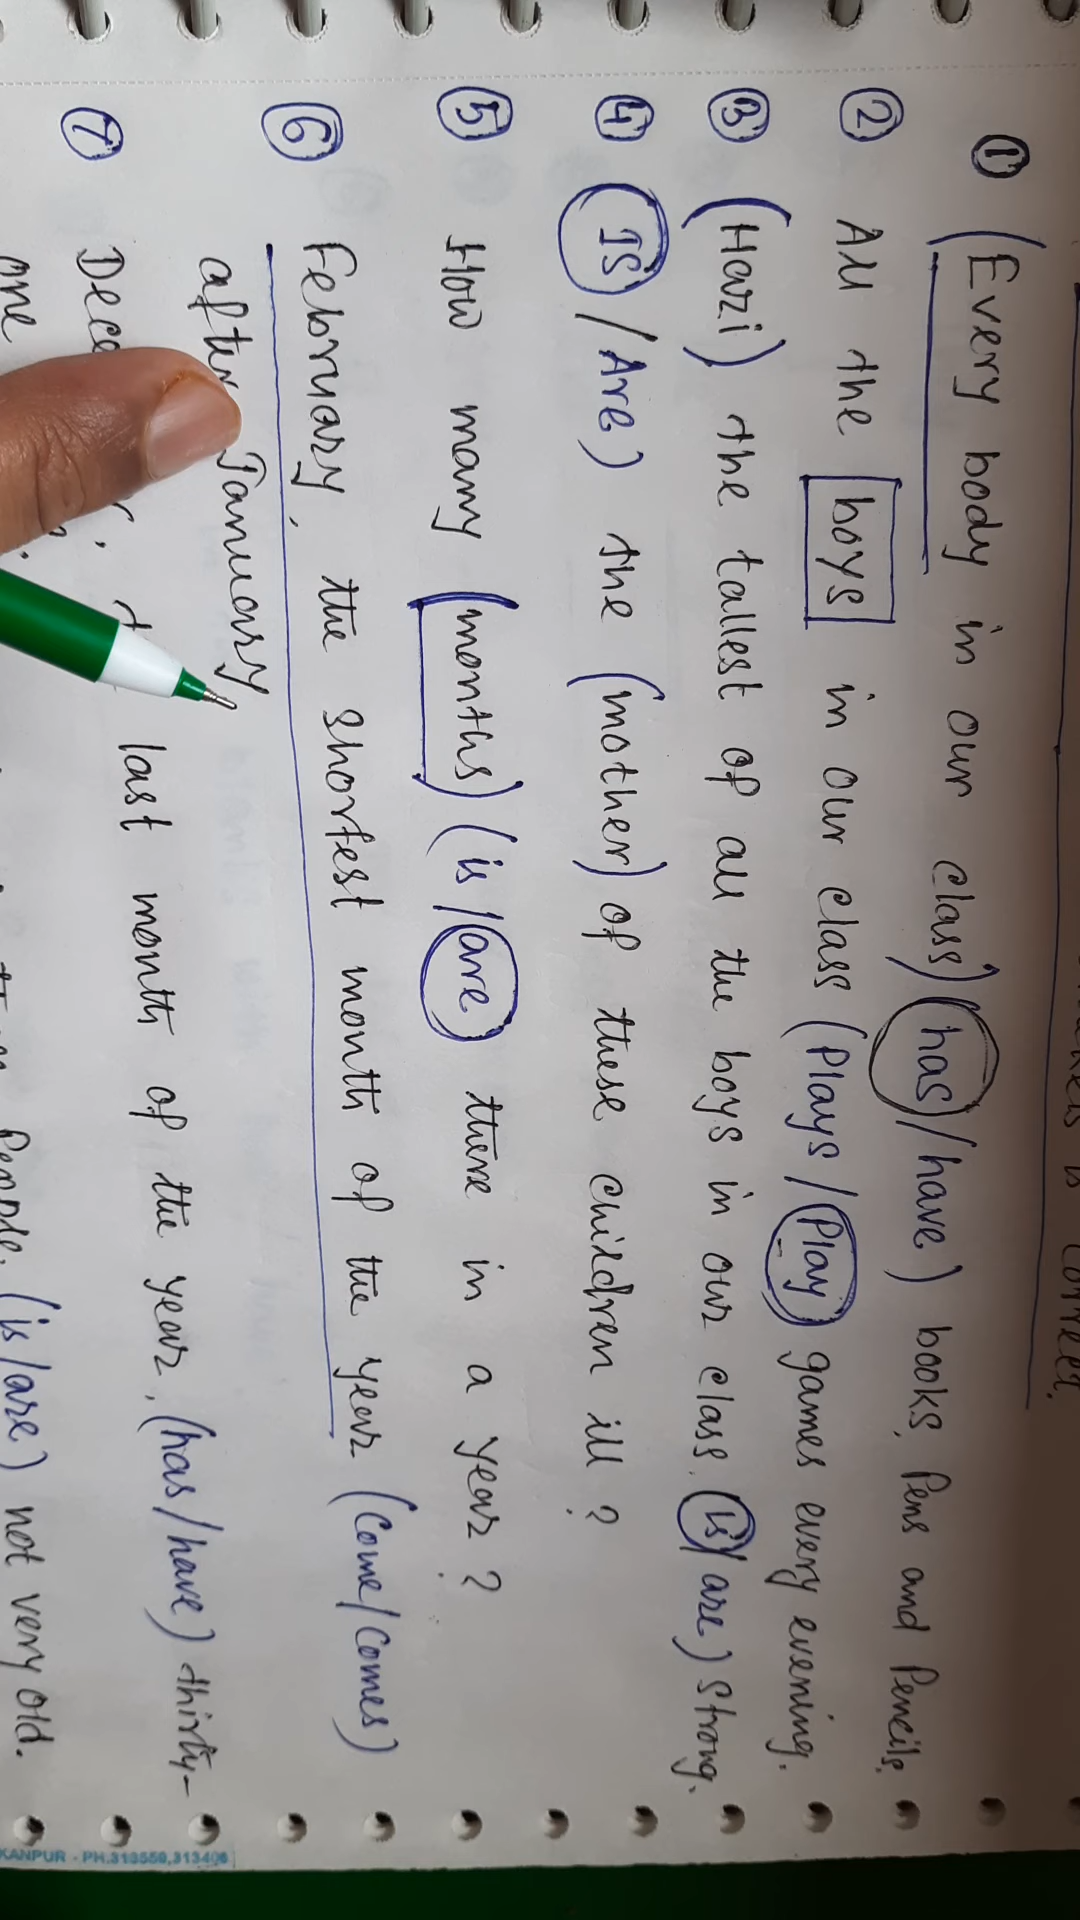 is correct.
① (Every body in our class) (has/have) books, Pens and Pencils.
② All the boys in our class (Plays/Play) games every evening.
③ (Hari) the tallest of all the boys in our class. (is/are) strong.
④ (Is/Are) the (mother) of these children ill?
⑤ How many (months) (is/are) there in a year?
⑥ February, the shortest month of the year (come/comes)
after January
⑦ last month of the year, (has/have) thirty-
one
People, (is/are) not very old.
KANPUR - PH.313550,313406